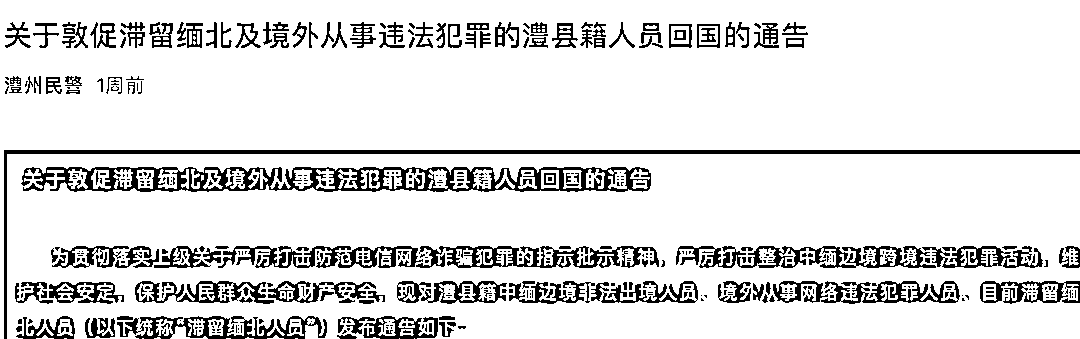 关于敦促滞留缅北及境外从事违法犯罪的澧县籍人员回国的通告
澧州民警 1周前
关于敦促滞留缅北及境外从事违法犯罪的澧县籍人员回国的通告
为贯彻落实上级关于严厉打击防范电信网络诈骗犯罪的指示批示精神，严厉打击整治中缅边境跨境违法犯罪活动，维
护社会安定，保护人民群众生命财产安全，现对澧县籍中缅边境非法出境人员、境外从事网络违法犯罪人员、目前滞留缅
北人员（以下统称“滞留缅北人员”）发布通告如下~